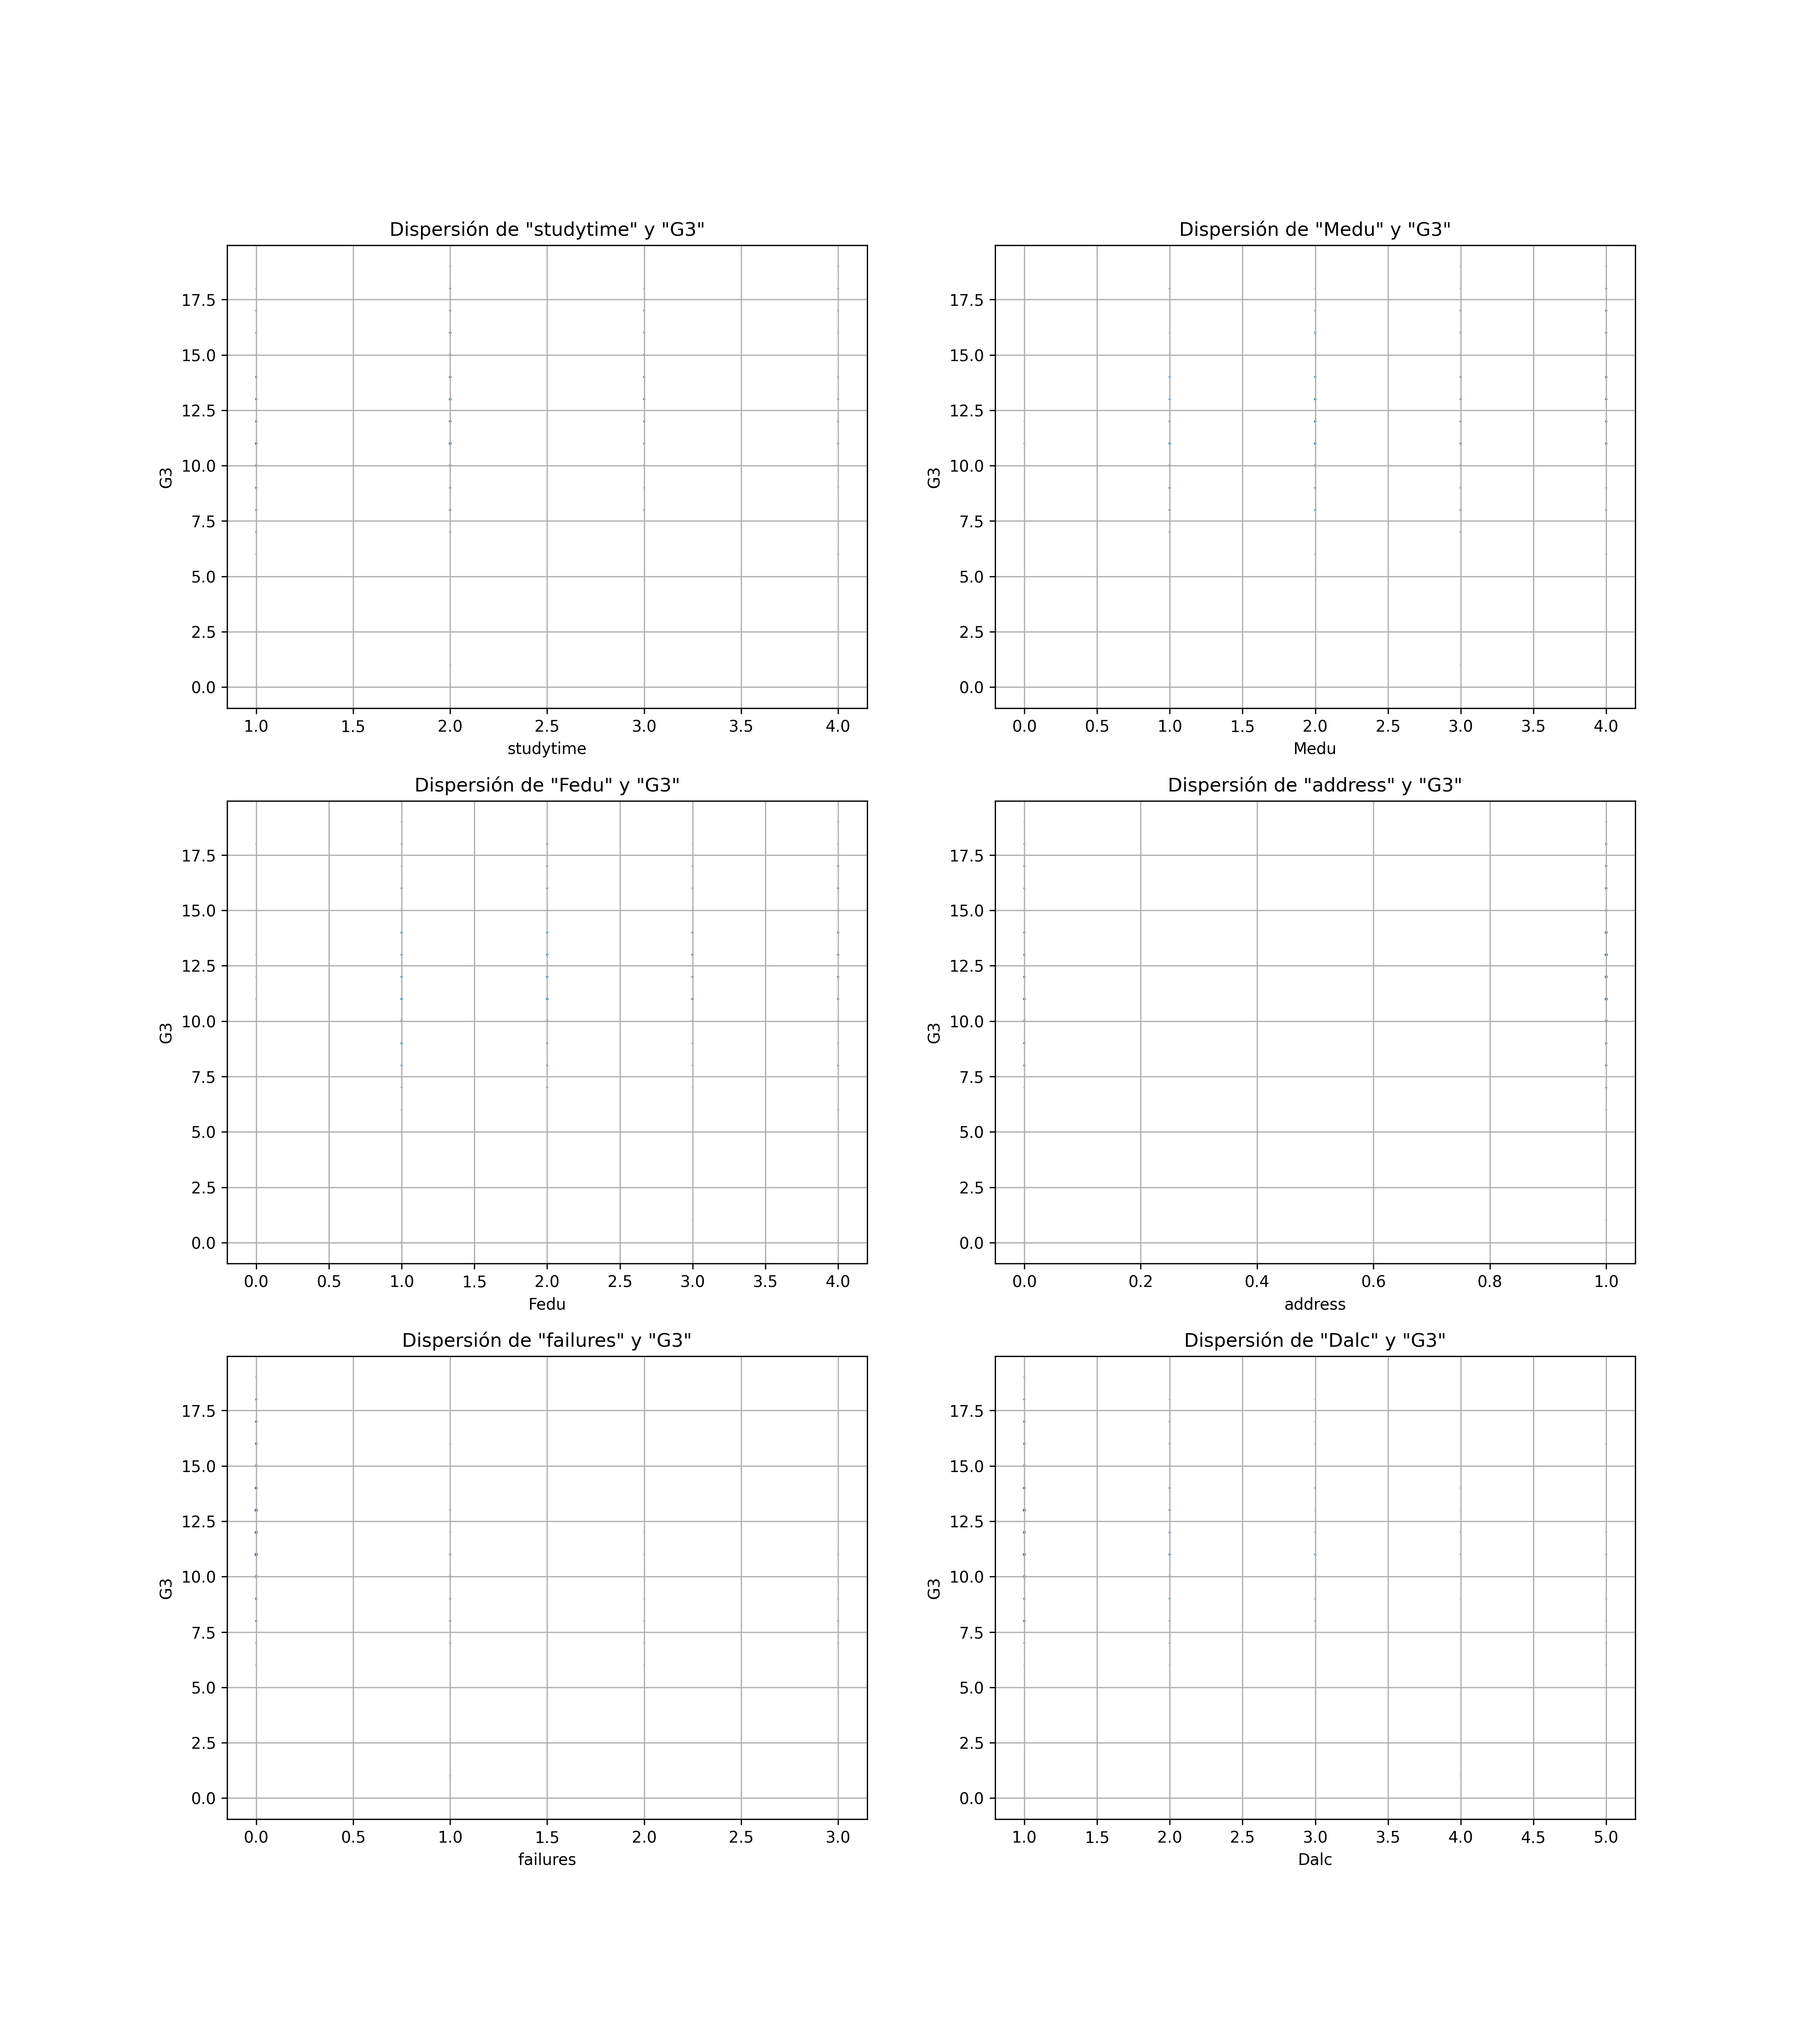 Dispersión de "studytime" y "G3"
G3
17.5
15.0
12.5
10.0
7.5
5.0
2.5
0.0
1.0 1.5 2.0 2.5 3.0 3.5 4.0
studytime
Dispersión de "Medu" y "G3"
G3
17.5
15.0
12.5
10.0
7.5
5.0
2.5
0.0
0.0 0.5 1.0 1.5 2.0 2.5 3.0 3.5 4.0
Medu
Dispersión de "Fedu" y "G3"
G3
17.5
15.0
12.5
10.0
7.5
5.0
2.5
0.0
0.0 0.5 1.0 1.5 2.0 2.5 3.0 3.5 4.0
Fedu
Dispersión de "address" y "G3"
G3
17.5
15.0
12.5
10.0
7.5
5.0
2.5
0.0
0.0 0.2 0.4 0.6 0.8 1.0
address
Dispersión de "failures" y "G3"
G3
17.5
15.0
12.5
10.0
7.5
5.0
2.5
0.0
0.0 0.5 1.0 1.5 2.0 2.5 3.0
failures
Dispersión de "Dalc" y "G3"
G3
17.5
15.0
12.5
10.0
7.5
5.0
2.5
0.0
1.0 1.5 2.0 2.5 3.0 3.5 4.0 4.5 5.0
Dalc